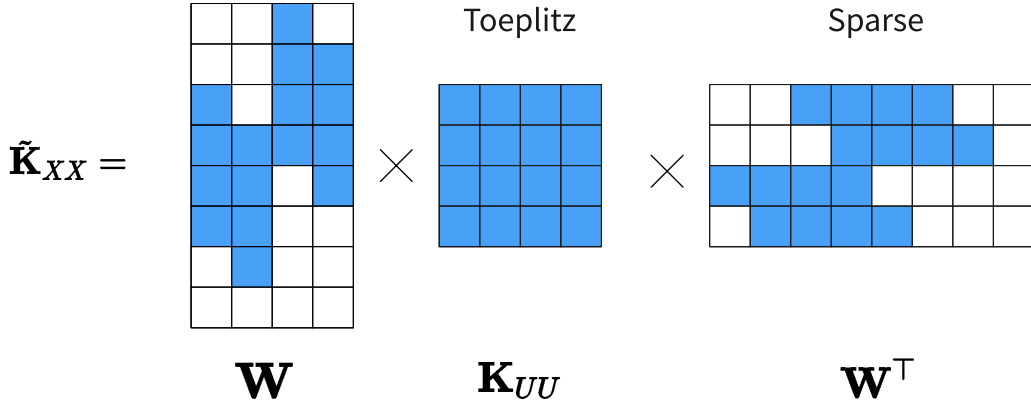 Toeplitz Sparse
K̃_XX = × ×
W K_UU W^⊤